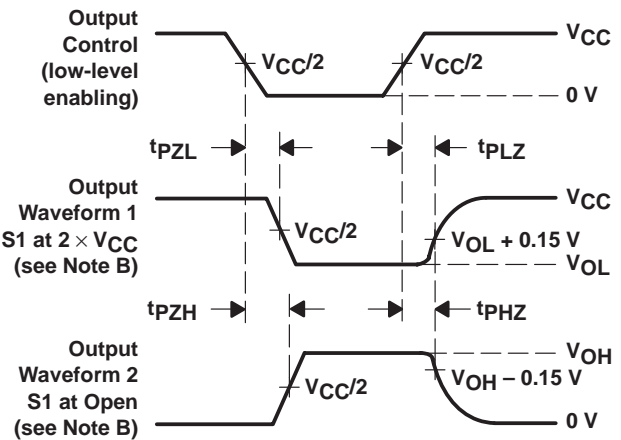 Output
Control
(low-level
enabling)
VCC/2
VCC/2
VCC
0 V
tPZL
tPLZ
Output
Waveform 1
S1 at 2 × VCC
(see Note B)
VCC/2
VCC
VOL + 0.15 V
VOL
tPZH
tPHZ
Output
Waveform 2
S1 at Open
(see Note B)
VCC/2
VOH
VOH – 0.15 V
0 V